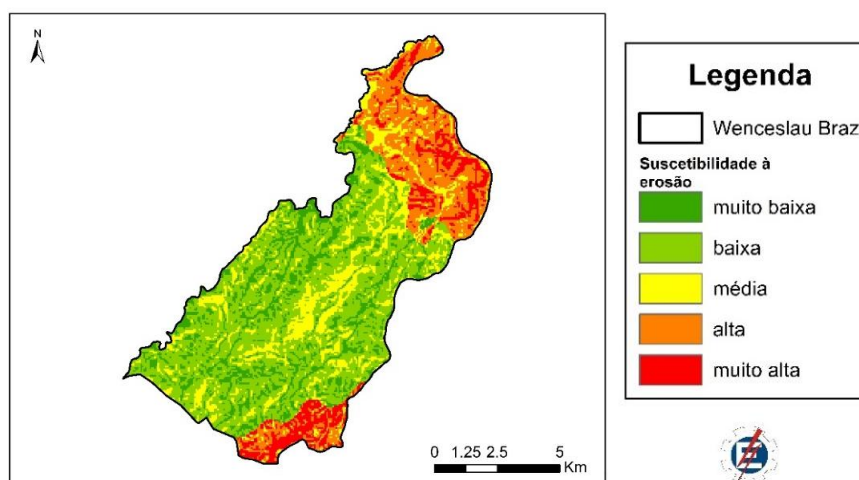 N
0 1.25 2.5 5
Km
Legenda
Wenceslau Braz
Suscetibilidade à
erosão
muito baixa
baixa
média
alta
muito alta